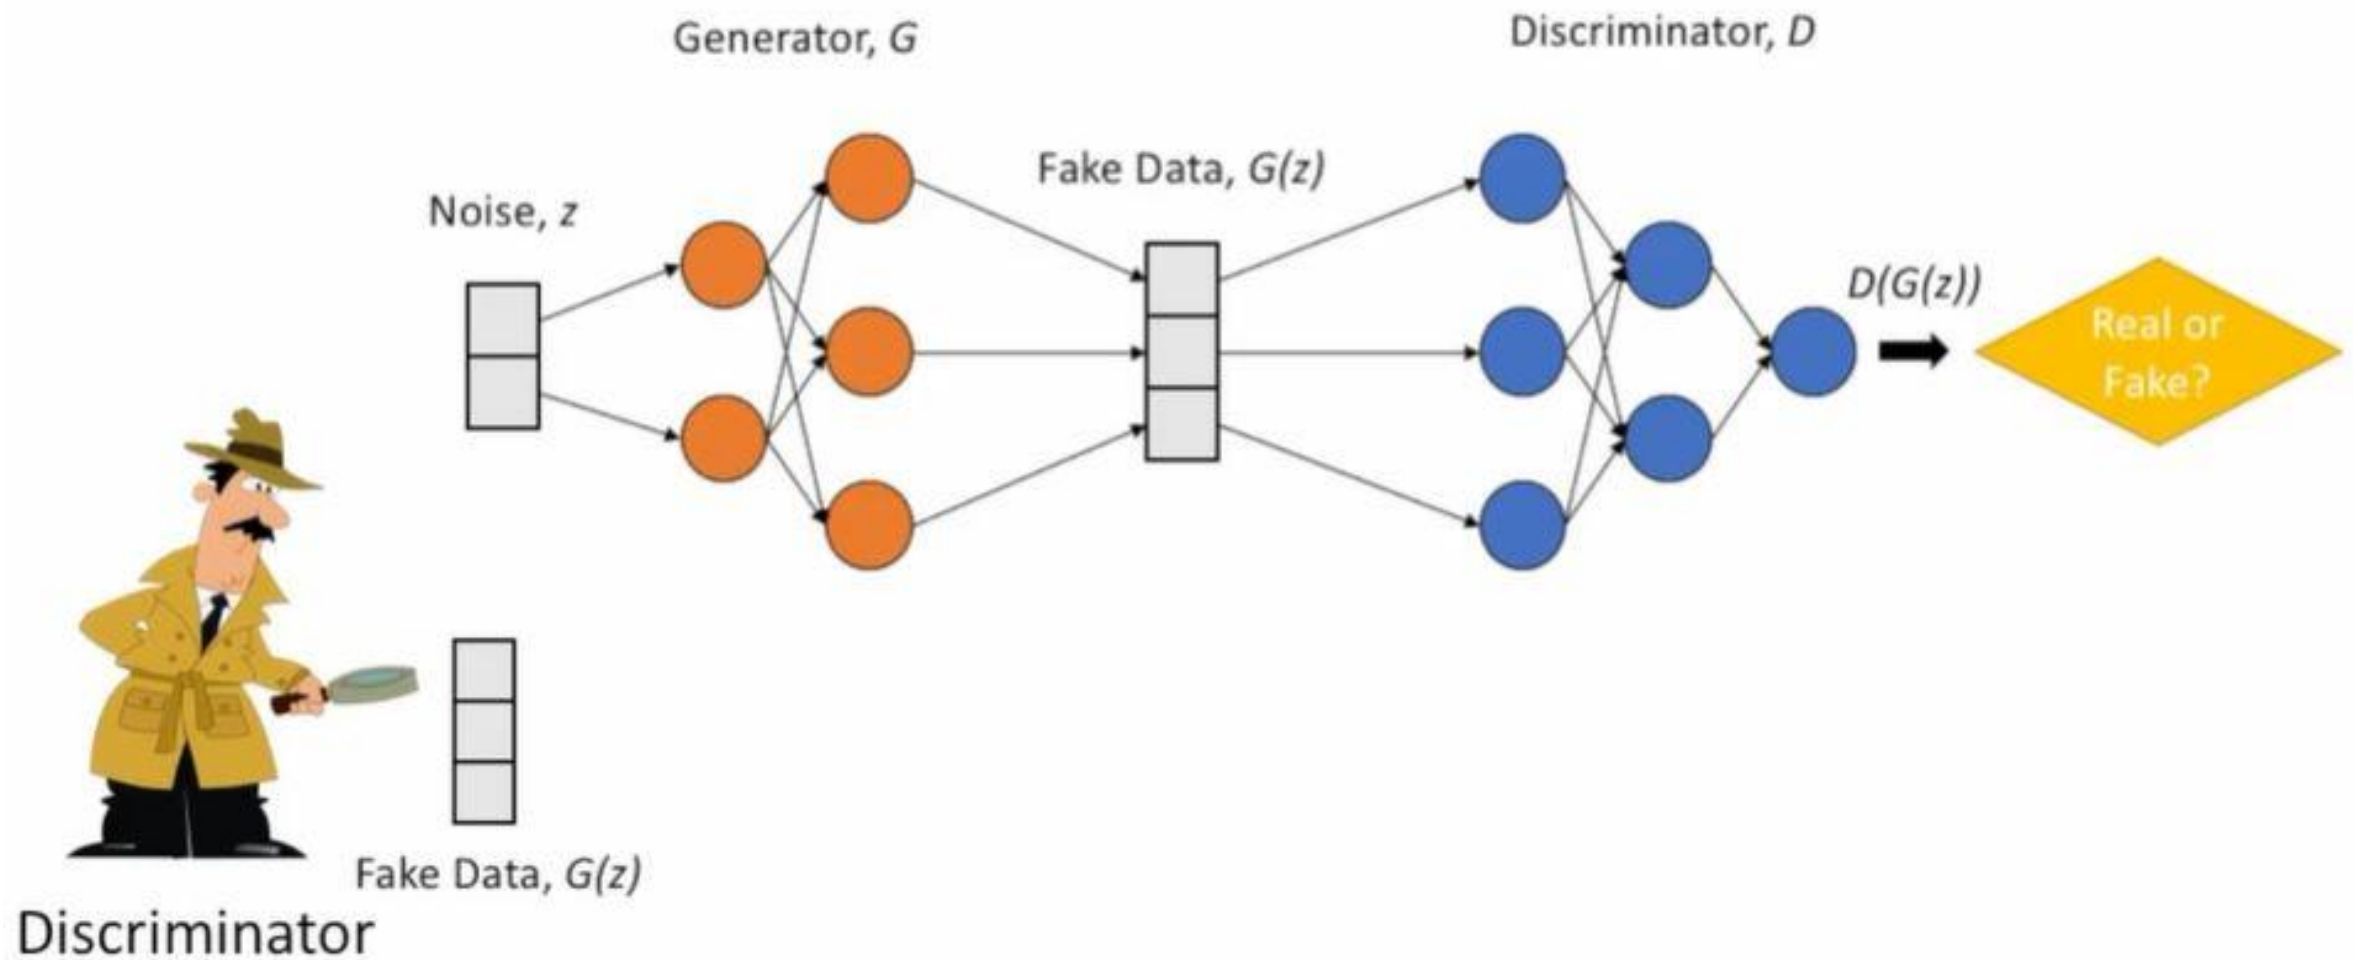 Generator, G
Discriminator, D
Fake Data, G(z)
Noise, z
D(G(z))
Real or
Fake?
Fake Data, G(z)
Discriminator